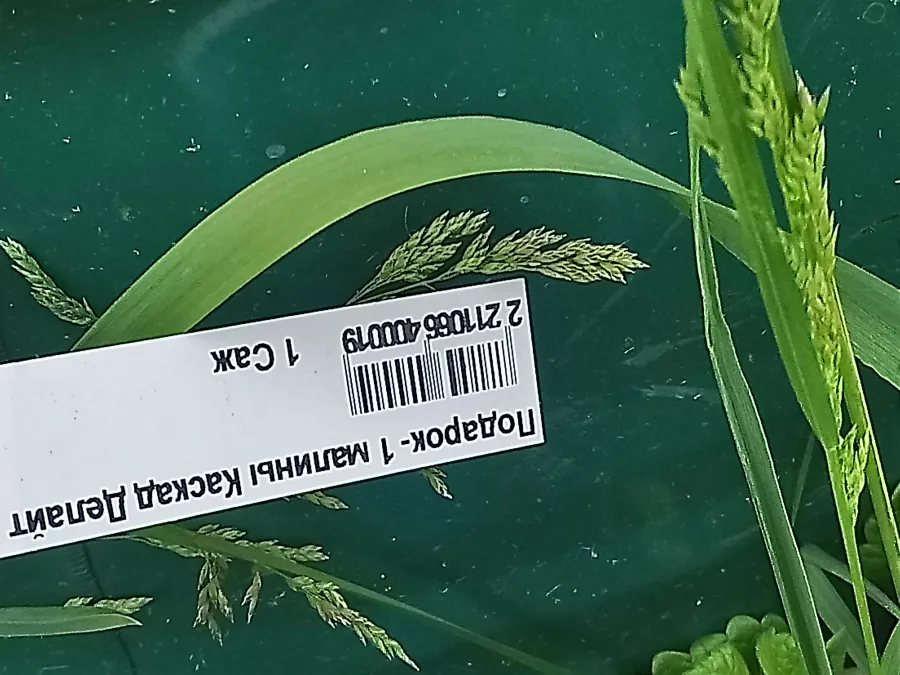 Подарок- 1 малины Каскад Делайт
2 211066 400019
1 Саж